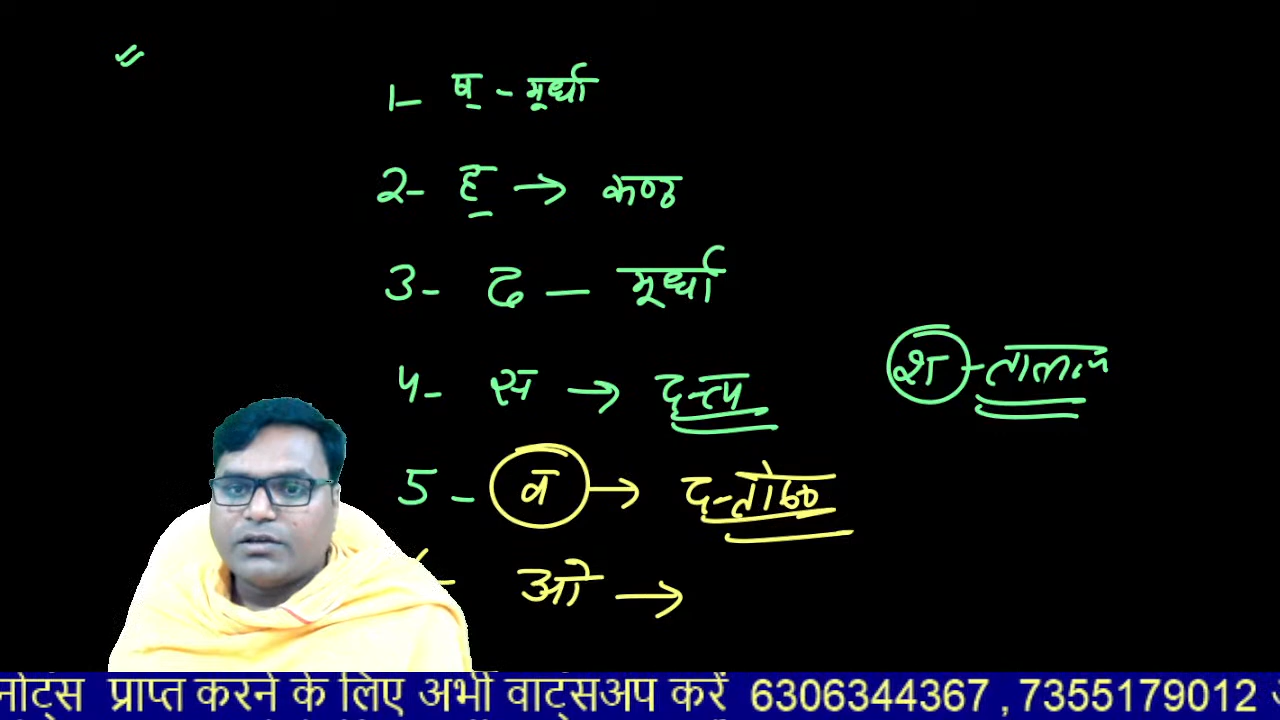 1- ष - मूर्धा
2- ह → कण्ठ
3- ढ - मूर्धा
4- स → दन्त्य
श - तालव्य
5 - व → दन्तोष्ठ
ओ →
नोट्स प्राप्त करने के लिए अभी वाट्सअप करें 6306344367 , 7355179012